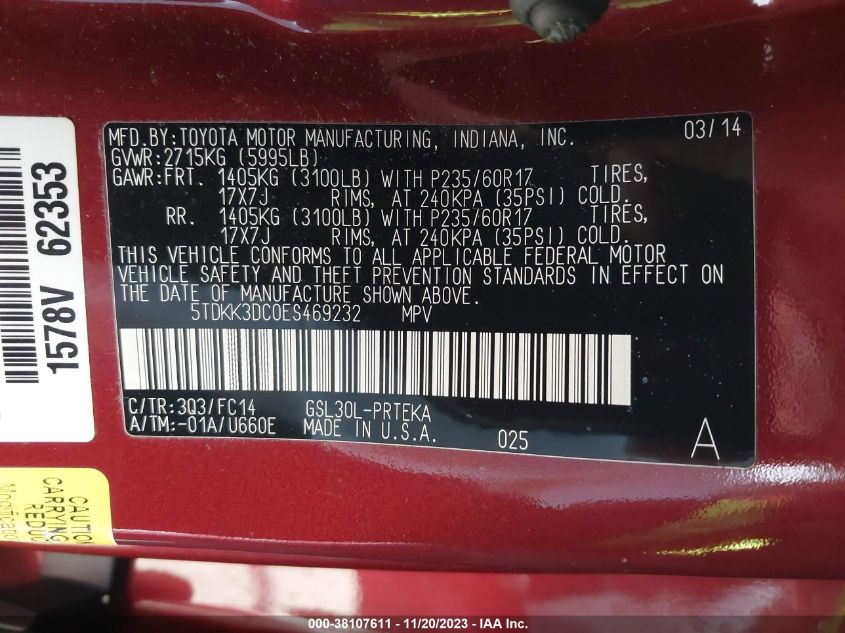 MFD.BY:TOYOTA MOTOR MANUFACTURING, INDIANA, INC. 03/14
GVWR:2715KG (5995LB)
GAWR:FRT. 1405KG (3100LB) WITH P235/60R17 TIRES,
17X7J RIMS, AT 240KPA (35PSI) COLD.
RR. 1405KG (3100LB) WITH P235/60R17 TIRES,
17X7J RIMS, AT 240KPA (35PSI) COLD.
THIS VEHICLE CONFORMS TO ALL APPLICABLE FEDERAL MOTOR
VEHICLE SAFETY AND THEFT PREVENTION STANDARDS IN EFFECT ON
THE DATE OF MANUFACTURE SHOWN ABOVE.
5TDKK3DC0ES469232 MPV
C/TR:3Q3/FC14 GSL30L-PRTEKA
A/TM:-01A/U660E MADE IN U.S.A. 025 A
1578V 62353
CAUTION
CARRYING
REDU
Modificatio
000-38107611 - 11/20/2023 - IAA Inc.